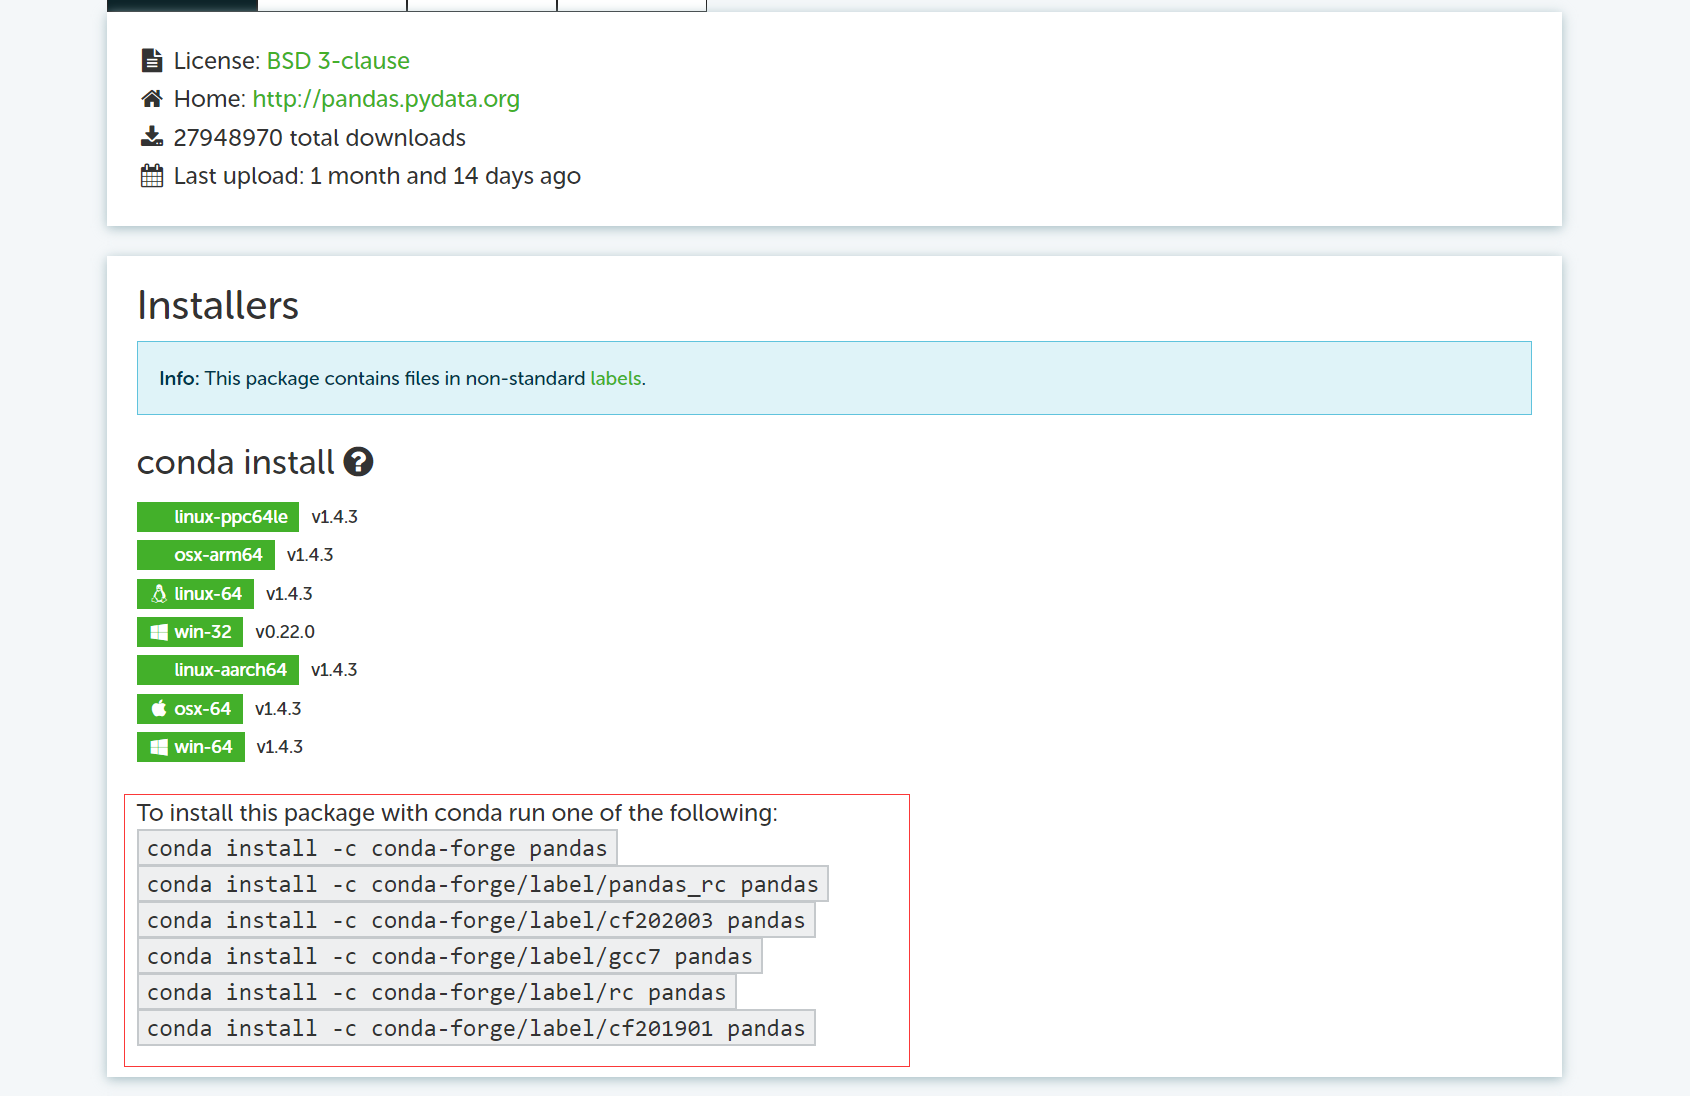 License: BSD 3-clause
Home: http://pandas.pydata.org
27948970 total downloads
Last upload: 1 month and 14 days ago
Installers
Info: This package contains files in non-standard labels.
conda install ?
linux-ppc64le v1.4.3
osx-arm64 v1.4.3
linux-64 v1.4.3
win-32 v0.22.0
linux-aarch64 v1.4.3
osx-64 v1.4.3
win-64 v1.4.3
To install this package with conda run one of the following:
conda install -c conda-forge pandas
conda install -c conda-forge/label/pandas_rc pandas
conda install -c conda-forge/label/cf202003 pandas
conda install -c conda-forge/label/gcc7 pandas
conda install -c conda-forge/label/rc pandas
conda install -c conda-forge/label/cf201901 pandas